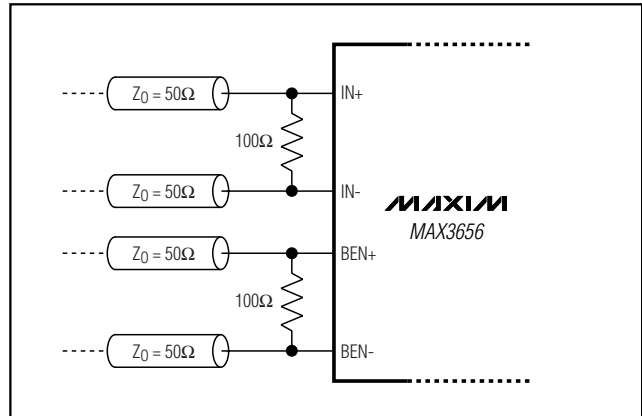 Z0 = 50Ω
IN+
100Ω
Z0 = 50Ω
IN-
MAXIM
MAX3656
Z0 = 50Ω
BEN+
100Ω
Z0 = 50Ω
BEN-